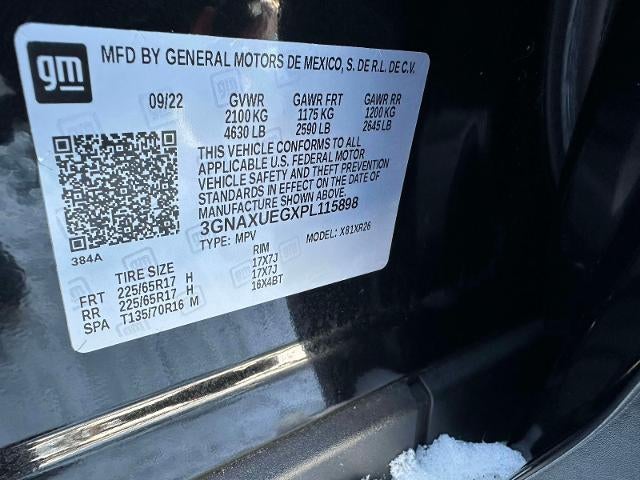 gm
MFD BY GENERAL MOTORS DE MEXICO, S. DE R.L. DE C.V.
09/22 GVWR GAWR FRT GAWR RR
2100 KG 1175 KG 1200 KG
4630 LB 2590 LB 2645 LB
THIS VEHICLE CONFORMS TO ALL
APPLICABLE U.S. FEDERAL MOTOR
VEHICLE SAFETY AND THEFT PREVENTION
STANDARDS IN EFFECT ON THE DATE OF
MANUFACTURE SHOWN ABOVE.
3GNAXUEGXPL115898
TYPE: MPV MODEL: X81XR26
384A
TIRE SIZE RIM
FRT 225/65R17 H 17X7J
RR 225/65R17 H 17X7J
SPA T135/70R16 M 16X4BT